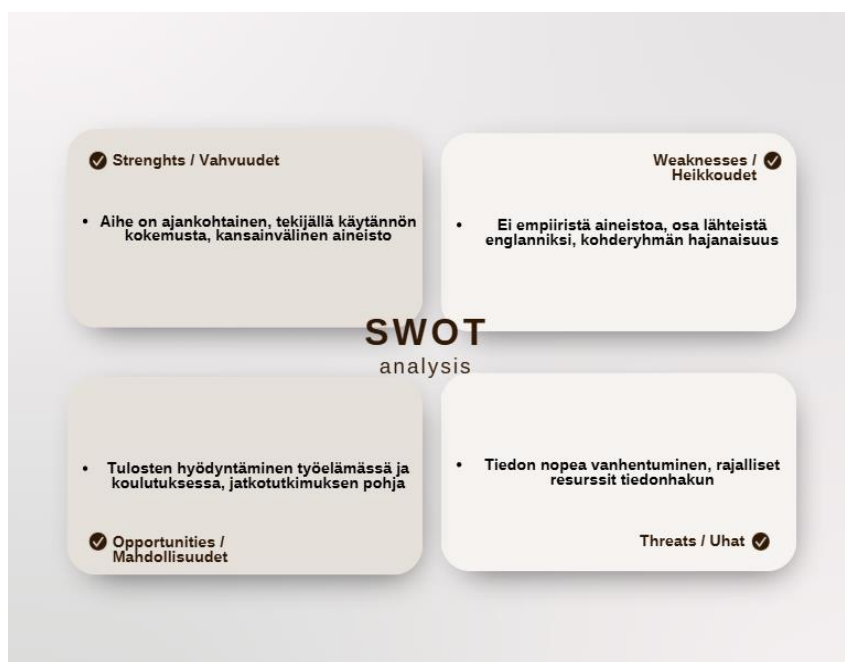 Strenghts / Vahvuudet
• Aihe on ajankohtainen, tekijällä käytännön
kokemusta, kansainvälinen aineisto
Weaknesses /
Heikkoudet
• Ei empiiristä aineistoa, osa lähteistä
englanniksi, kohderyhmän hajanaisuus
SWOT
analysis
• Tulosten hyödyntäminen työelämässä ja
koulutuksessa, jatkotutkimuksen pohja
Opportunities /
Mahdollisuudet
• Tiedon nopea vanhentuminen, rajalliset
resurssit tiedonhakun
Threats / Uhat